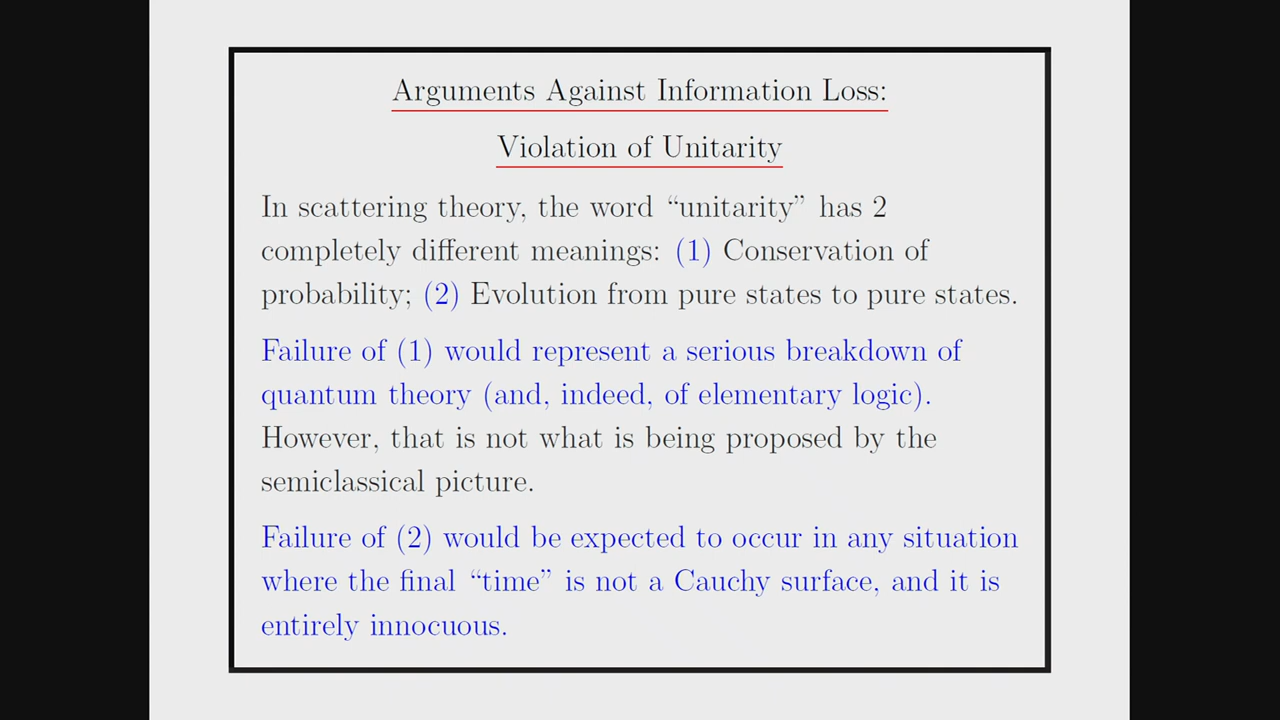 Arguments Against Information Loss:
Violation of Unitarity
In scattering theory, the word “unitarity” has 2
completely different meanings: (1) Conservation of
probability; (2) Evolution from pure states to pure states.
Failure of (1) would represent a serious breakdown of
quantum theory (and, indeed, of elementary logic).
However, that is not what is being proposed by the
semiclassical picture.
Failure of (2) would be expected to occur in any situation
where the final “time” is not a Cauchy surface, and it is
entirely innocuous.